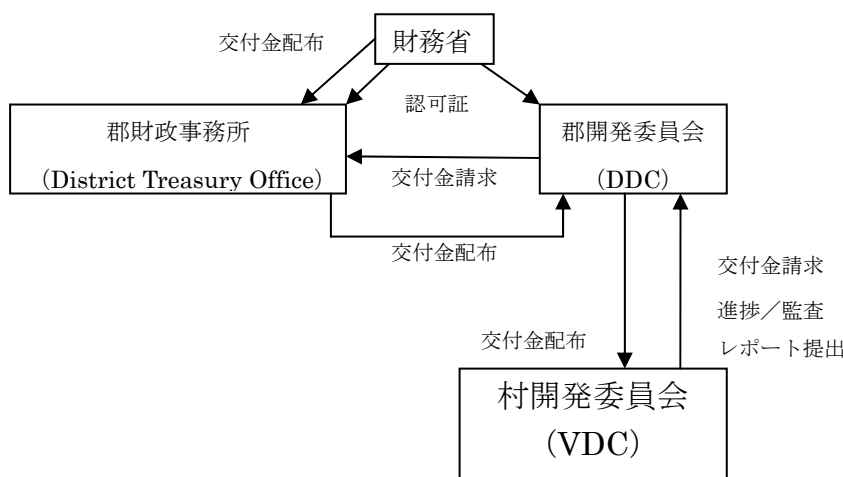 財務省
交付金配布
認可証
郡財政事務所
（District Treasury Office）
郡開発委員会
（DDC）
交付金請求
交付金配布
交付金請求
進捗／監査
レポート提出
交付金配布
村開発委員会
（VDC）